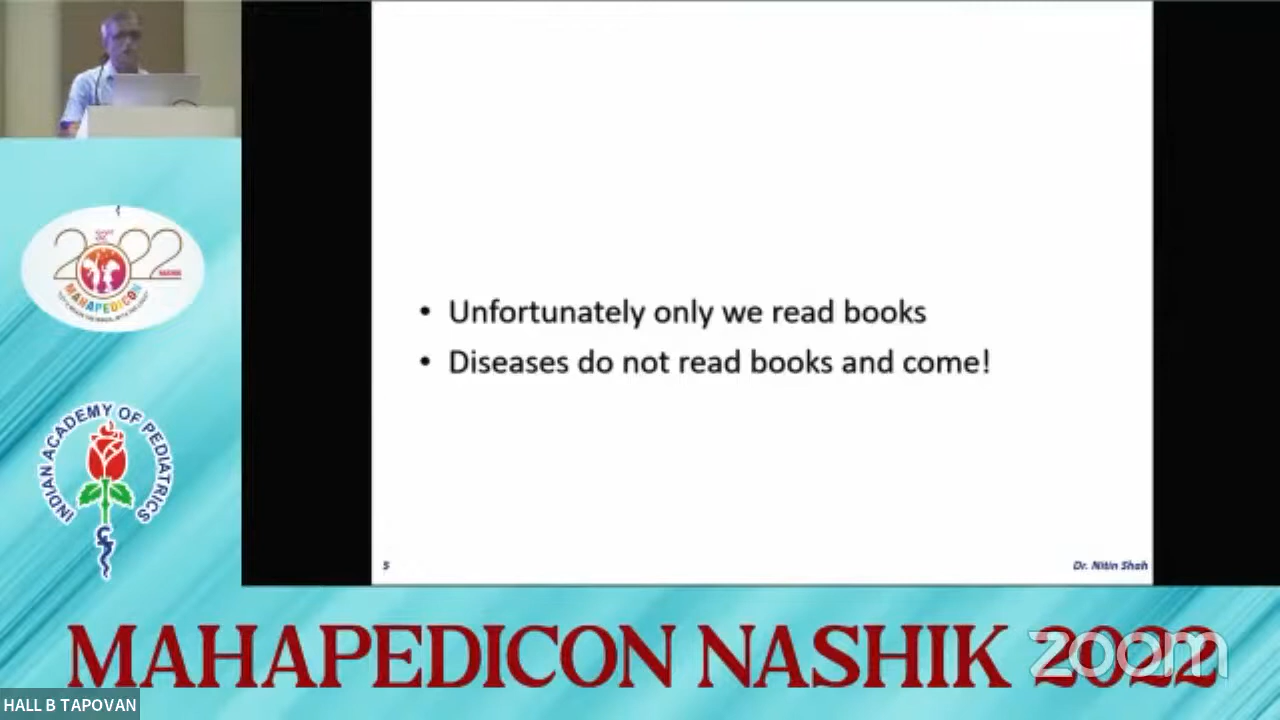 • Unfortunately only we read books
• Diseases do not read books and come!
5
Dr. Nitin Shah
2022
NASHIK
MAHAPEDICON
INDIAN ACADEMY OF PEDIATRICS
MAHAPEDICON NASHIK 2022
zoom
HALL B TAPOVAN